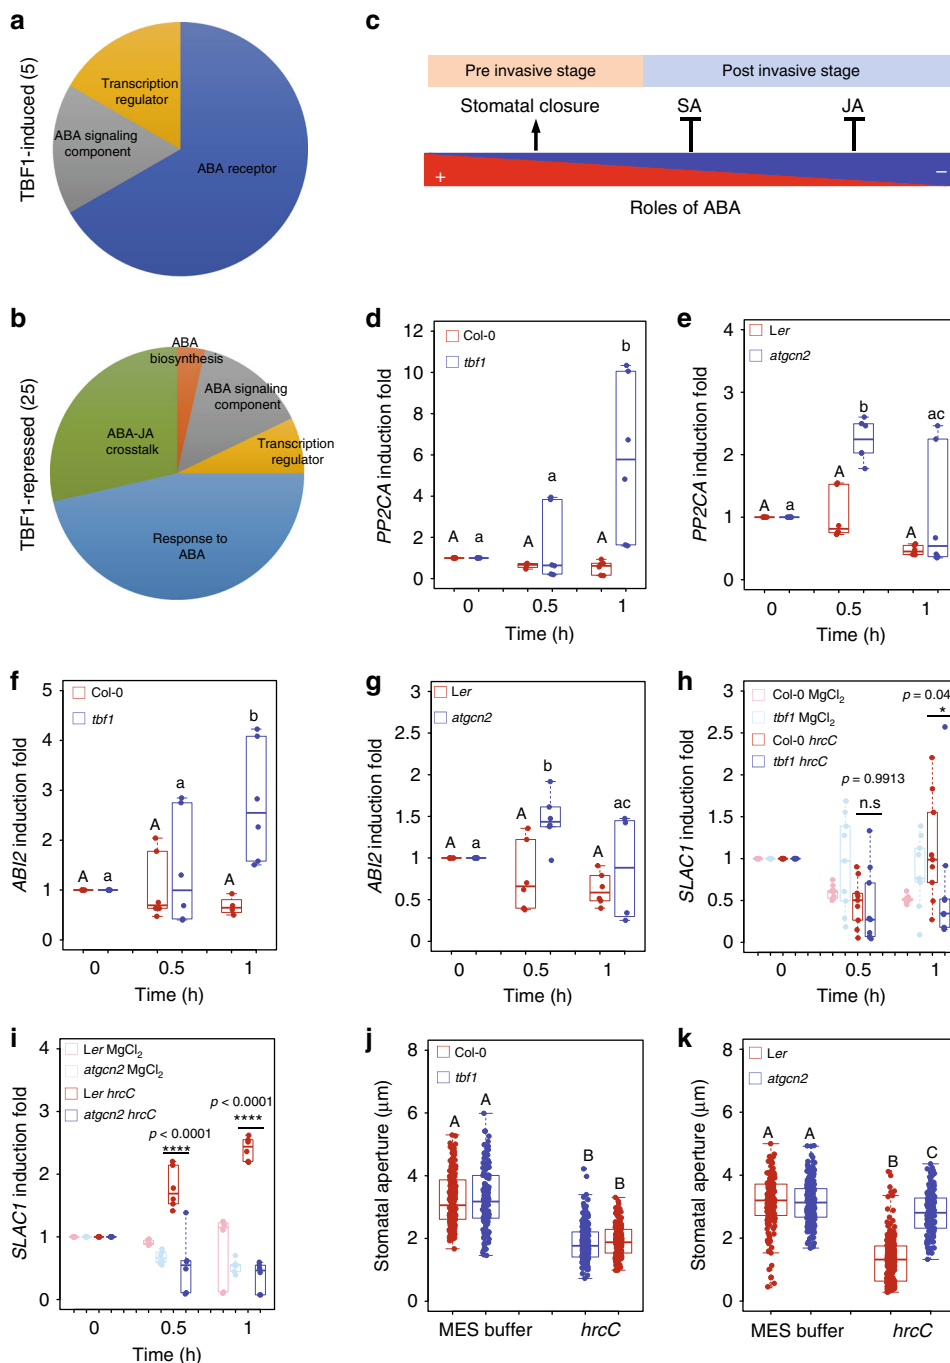 a
TBF1-induced (5)
Transcription
regulator
ABA signaling
component
ABA receptor
c
Pre invasive stage
Post invasive stage
Stomatal closure
SA
JA
+
−
Roles of ABA
b
TBF1-repressed (25)
ABA
biosynthesis
ABA signaling
component
ABA-JA
crosstalk
Transcription
regulator
Response to
ABA
d
PP2CA induction fold
12
10
8
6
4
2
0
Col-0
tbf1
A
a
A
a
A
b
0
0.5
1
Time (h)
e
PP2CA induction fold
4
3
2
1
0
Ler
atgcn2
A
a
A
b
A
ac
0
0.5
1
Time (h)
f
ABI2 induction fold
5
4
3
2
1
0
Col-0
tbf1
A
a
A
a
A
b
0
0.5
1
Time (h)
g
ABI2 induction fold
3
2.5
2
1.5
1
0.5
0
Ler
atgcn2
A
a
A
b
A
ac
0
0.5
1
Time (h)
h
SLAC1 induction fold
3
2.5
2
1.5
1
0.5
0
Col-0 MgCl2
tbf1 MgCl2
Col-0 hrcC
tbf1 hrcC
p = 0.04
*
p = 0.9913
n.s
0
0.5
1
Time (h)
i
SLAC1 induction fold
4
3
2
1
0
Ler MgCl2
atgcn2 MgCl2
Ler hrcC
atgcn2 hrcC
p < 0.0001
****
p < 0.0001
****
0
0.5
1
Time (h)
j
Stomatal aperture (μm)
8
6
4
2
0
Col-0
tbf1
A
A
B
B
MES buffer
hrcC
k
Stomatal aperture (μm)
8
6
4
2
0
Ler
atgcn2
A
A
B
C
MES buffer
hrcC